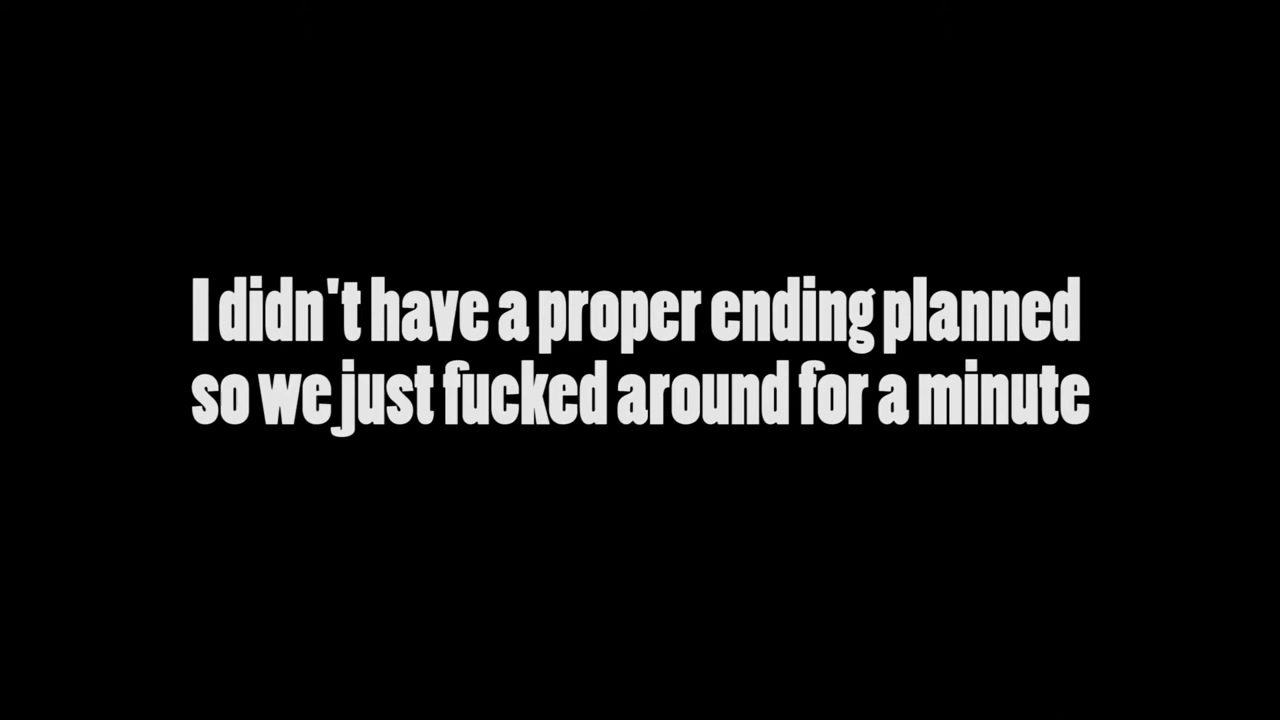 I didn't have a proper ending planned
so we just fucked around for a minute